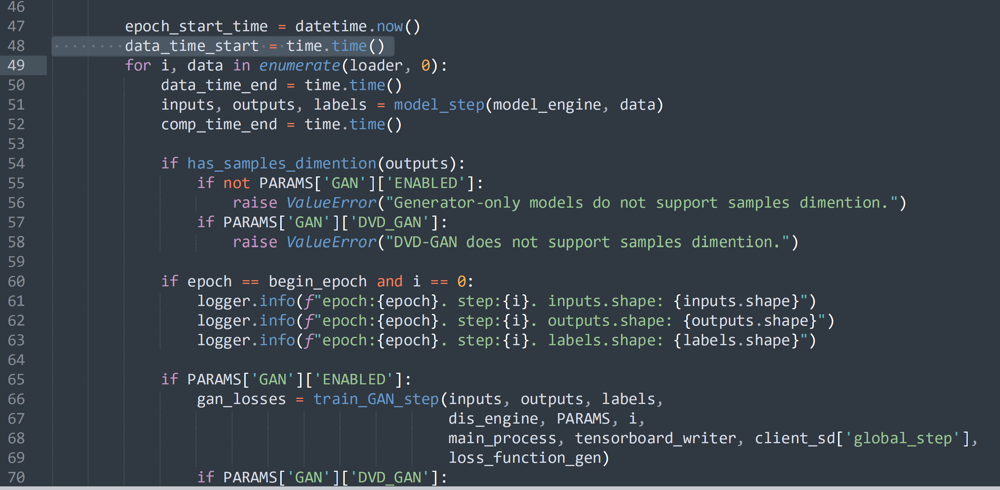 46
47 epoch_start_time = datetime.now()
48 data_time_start = time.time()
49 for i, data in enumerate(loader, 0):
50 data_time_end = time.time()
51 inputs, outputs, labels = model_step(model_engine, data)
52 comp_time_end = time.time()
53
54 if has_samples_dimention(outputs):
55 if not PARAMS['GAN']['ENABLED']:
56 raise ValueError("Generator-only models do not support samples dimention.")
57 if PARAMS['GAN']['DVD_GAN']:
58 raise ValueError("DVD-GAN does not support samples dimention.")
59
60 if epoch == begin_epoch and i == 0:
61 logger.info(f"epoch:{epoch}. step:{i}. inputs.shape: {inputs.shape}")
62 logger.info(f"epoch:{epoch}. step:{i}. outputs.shape: {outputs.shape}")
63 logger.info(f"epoch:{epoch}. step:{i}. labels.shape: {labels.shape}")
64
65 if PARAMS['GAN']['ENABLED']:
66 gan_losses = train_GAN_step(inputs, outputs, labels,
67 dis_engine, PARAMS, i,
68 main_process, tensorboard_writer, client_sd['global_step'],
69 loss_function_gen)
70 if PARAMS['GAN']['DVD_GAN']: